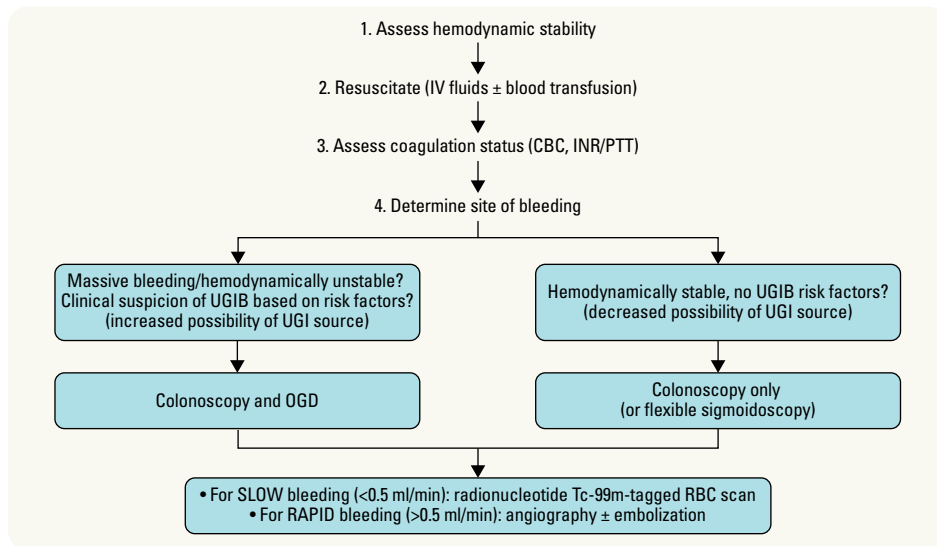 1. Assess hemodynamic stability
2. Resuscitate (IV fluids ± blood transfusion)
3. Assess coagulation status (CBC, INR/PTT)
4. Determine site of bleeding
Massive bleeding/hemodynamically unstable?
Clinical suspicion of UGIB based on risk factors?
(increased possibility of UGI source)
Hemodynamically stable, no UGIB risk factors?
(decreased possibility of UGI source)
Colonoscopy and OGD
Colonoscopy only
(or flexible sigmoidoscopy)
• For SLOW bleeding (<0.5 ml/min): radionucleotide Tc-99m-tagged RBC scan
• For RAPID bleeding (>0.5 ml/min): angiography ± embolization